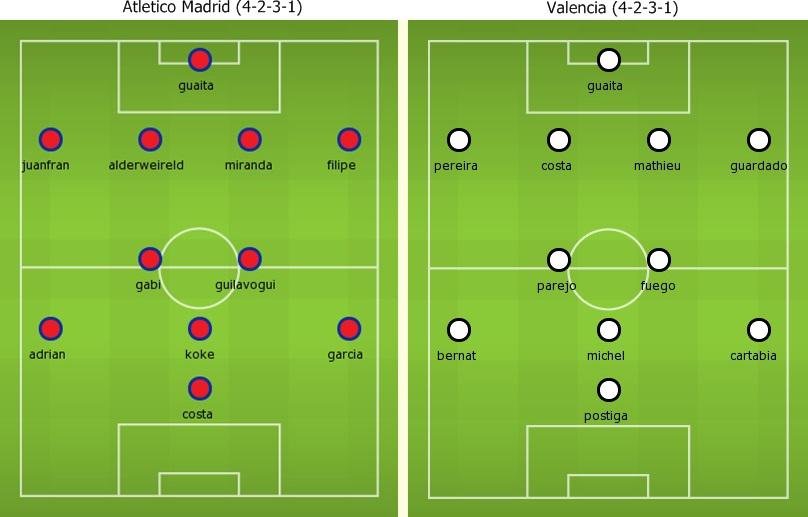 Atletico Madrid (4-2-3-1)
guaita
juanfran alderweireld miranda filipe
gabi guilavogui
adrian koke garcia
costa
Valencia (4-2-3-1)
guaita
pereira costa mathieu guardado
parejo fuego
bernat michel cartabia
postiga